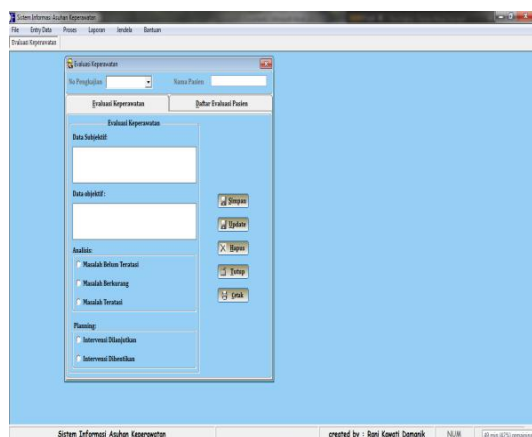 Sistem Informasi Asuhan Keperawatan
File Entry Data Proses Laporan Jendela Bantuan
Evaluasi Keperawatan
Evaluasi Keperawatan
No Pengkajian Nama Pasien
Evaluasi Keperawatan Daftar Evaluasi Pasien
Evaluasi Keperawatan
Data Subjektif:
Data objektif:
Simpan
Update
Analisis:
Hapus
Masalah Belum Teratasi
Tutup
Masalah Berkurang
Cetak
Masalah Teratasi
Planning:
Intervensi Dilanjutkan
Intervensi Dihentikan
Sistem Informasi Asuhan Keperawatan created by : Rani Kawati Damanik NUM